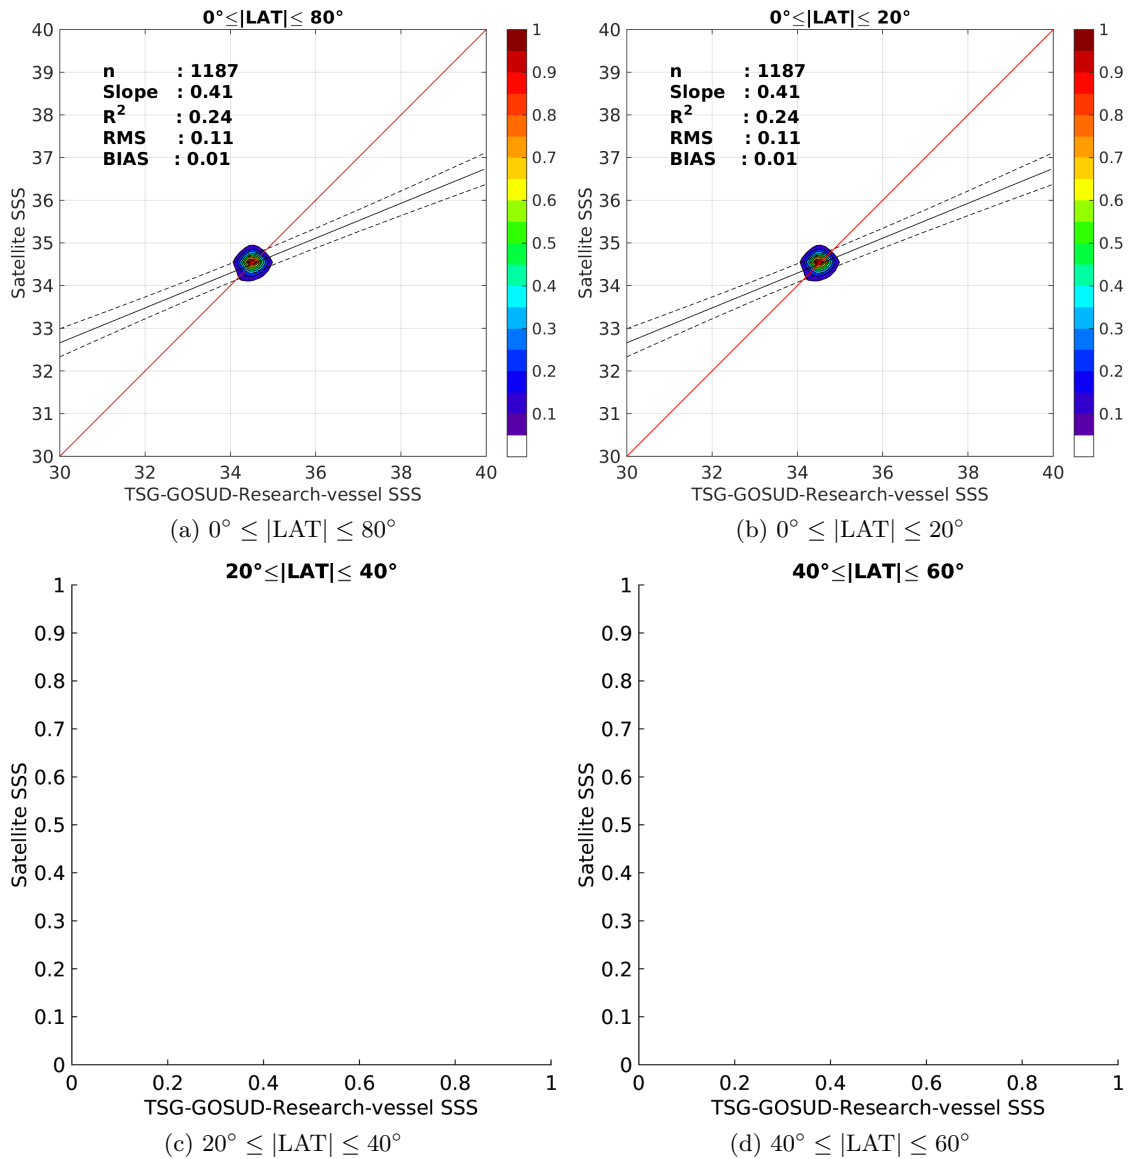 0°≤|LAT|≤ 80°
40
39
38
37
36
35
34
33
32
31
30
n : 1187
Slope : 0.41
R² : 0.24
RMS : 0.11
BIAS : 0.01
Satellite SSS
30 32 34 36 38 40
TSG-GOSUD-Research-vessel SSS
1
0.9
0.8
0.7
0.6
0.5
0.4
0.3
0.2
0.1
(a) 0° ≤ |LAT| ≤ 80°
0°≤|LAT|≤ 20°
40
39
38
37
36
35
34
33
32
31
30
n : 1187
Slope : 0.41
R² : 0.24
RMS : 0.11
BIAS : 0.01
Satellite SSS
30 32 34 36 38 40
TSG-GOSUD-Research-vessel SSS
1
0.9
0.8
0.7
0.6
0.5
0.4
0.3
0.2
0.1
(b) 0° ≤ |LAT| ≤ 20°
20°≤|LAT|≤ 40°
1
0.9
0.8
0.7
0.6
0.5
0.4
0.3
0.2
0.1
0
Satellite SSS
0 0.2 0.4 0.6 0.8 1
TSG-GOSUD-Research-vessel SSS
(c) 20° ≤ |LAT| ≤ 40°
40°≤|LAT|≤ 60°
1
0.9
0.8
0.7
0.6
0.5
0.4
0.3
0.2
0.1
0
Satellite SSS
0 0.2 0.4 0.6 0.8 1
TSG-GOSUD-Research-vessel SSS
(d) 40° ≤ |LAT| ≤ 60°